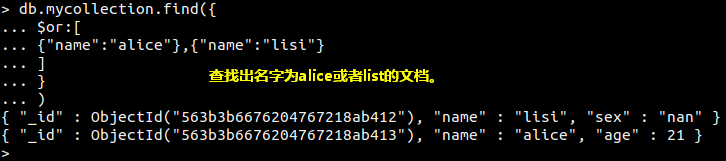 > db.mycollection.find({
... $or:[
... {"name":"alice"},{"name":"lisi"}
... ]
... }
查找出名字为alice或者list的文档。
... )
{ "_id" : ObjectId("563b3b6676204767218ab412"), "name" : "lisi", "sex" : "nan" }
{ "_id" : ObjectId("563b3b6676204767218ab413"), "name" : "alice", "age" : 21 }
>